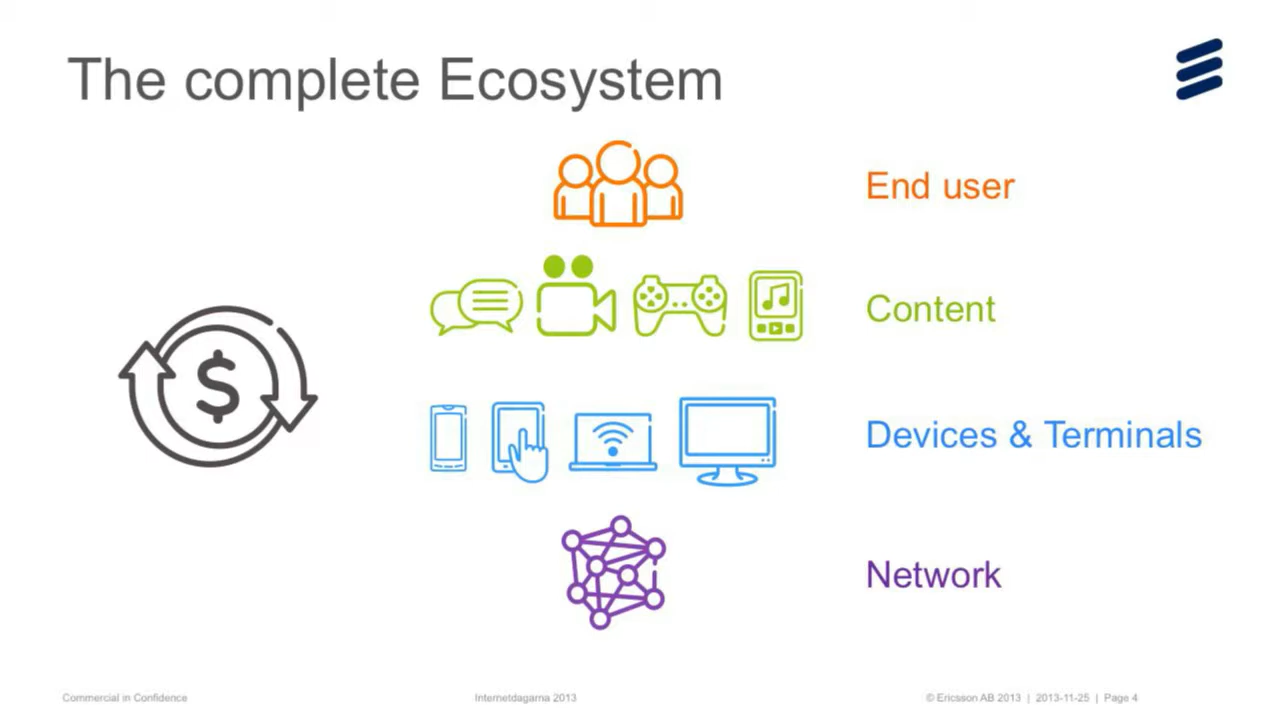 The complete Ecosystem
End user
Content
$
Devices & Terminals
Network
Commercial in Confidence
Internetdagarna 2013
© Ericsson AB 2013 | 2013-11-25 | Page 4